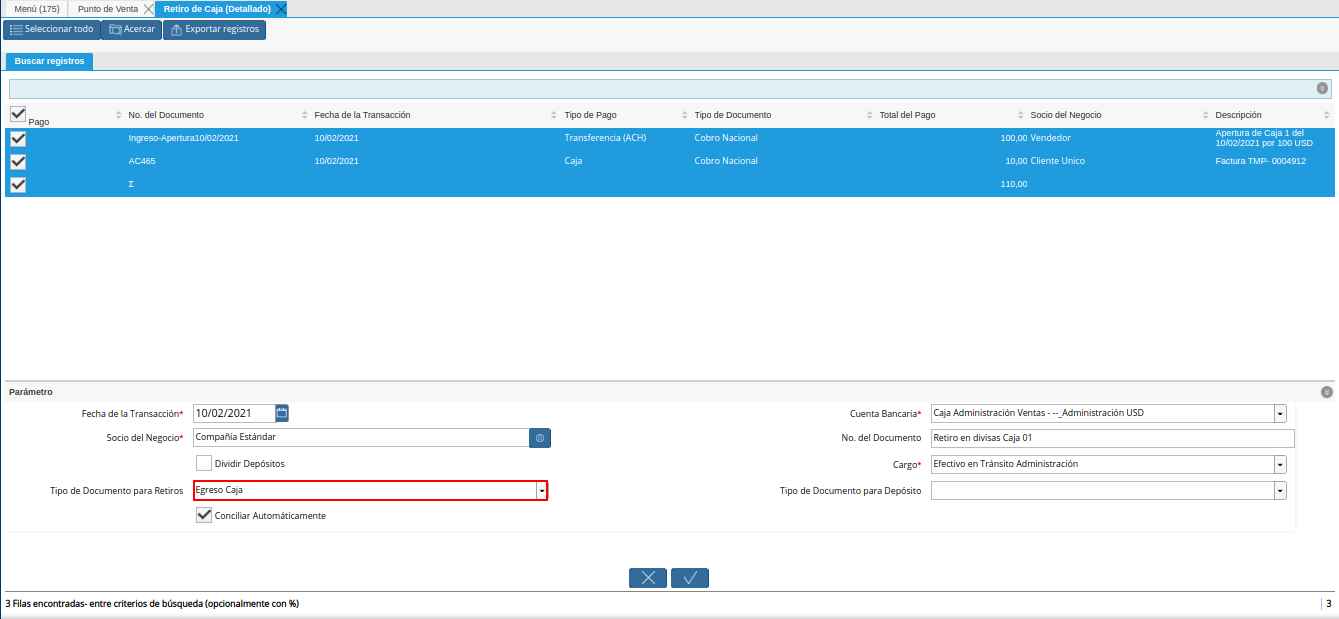 Menú (175) Punto de Venta Retiro de Caja (Detallado)
Seleccionar todo Acercar Exportar registros
Buscar registros
Pago No. del Documento Fecha de la Transacción Tipo de Pago Tipo de Documento Total del Pago Socio del Negocio Descripción
Ingreso-Apertura10/02/2021 10/02/2021 Transferencia (ACH) Cobro Nacional 100,00 Vendedor Apertura de Caja 1 del
10/02/2021 por 100 USD
AC465 10/02/2021 Caja Cobro Nacional 10,00 Cliente Unico Factura TMP- 0004912
Σ 110,00
Parámetro
Fecha de la Transacción* 10/02/2021 Cuenta Bancaria* Caja Administración Ventas - --_Administración USD
Socio del Negocio* Compañía Estándar No. del Documento Retiro en divisas Caja 01
Dividir Depósitos Cargo* Efectivo en Tránsito Administración
Tipo de Documento para Retiros Egreso Caja Tipo de Documento para Depósito
Conciliar Automáticamente
3 Filas encontradas- entre criterios de búsqueda (opcionalmente con %) 3